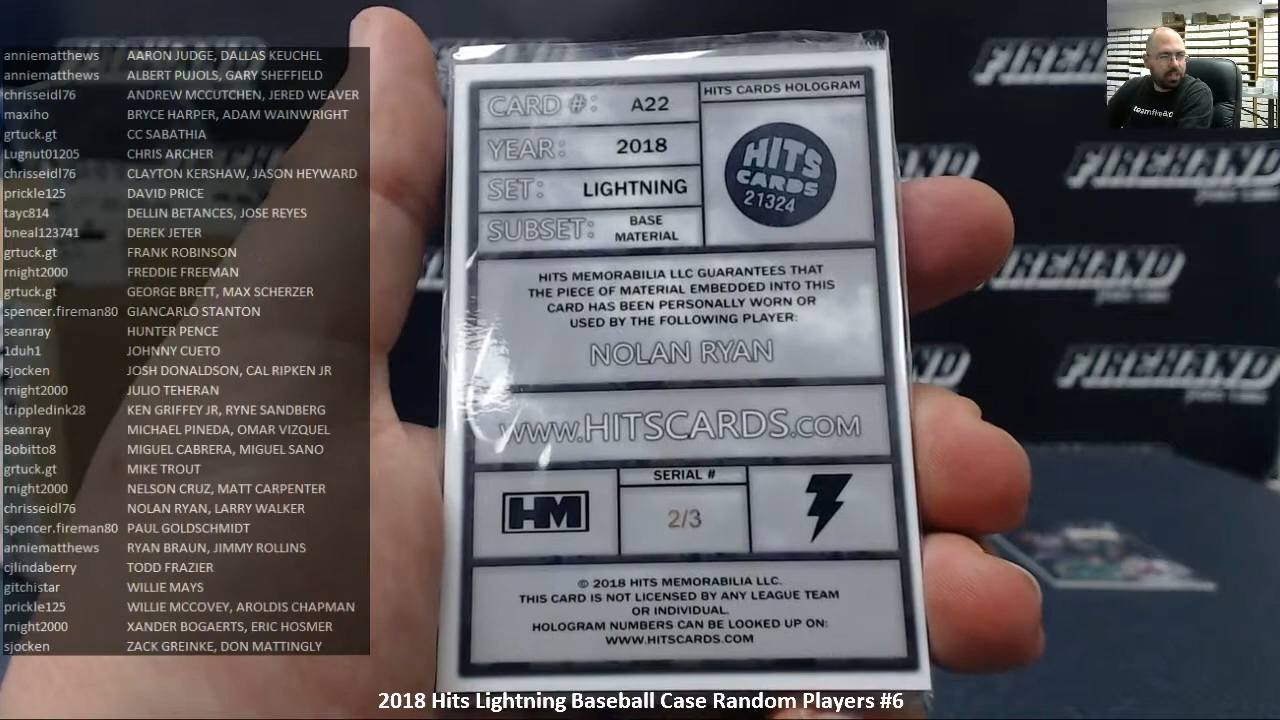 anniematthews AARON JUDGE, DALLAS KEUCHEL
anniematthews ALBERT PUJOLS, GARY SHEFFIELD
chrisseidl76 ANDREW MCCUTCHEN, JERED WEAVER
maxiho BRYCE HARPER, ADAM WAINWRIGHT
grtuck.gt CC SABATHIA
Lugnut01205 CHRIS ARCHER
chrisseidl76 CLAYTON KERSHAW, JASON HEYWARD
prickle125 DAVID PRICE
tayc814 DELLIN BETANCES, JOSE REYES
bneal123741 DEREK JETER
grtuck.gt FRANK ROBINSON
rnight2000 FREDDIE FREEMAN
grtuck.gt GEORGE BRETT, MAX SCHERZER
spencer.fireman80 GIANCARLO STANTON
seanray HUNTER PENCE
1duh1 JOHNNY CUETO
sjocken JOSH DONALDSON, CAL RIPKEN JR
rnight2000 JULIO TEHERAN
trippledink28 KEN GRIFFEY JR, RYNE SANDBERG
seanray MICHAEL PINEDA, OMAR VIZQUEL
Bobitto8 MIGUEL CABRERA, MIGUEL SANO
grtuck.gt MIKE TROUT
rnight2000 NELSON CRUZ, MATT CARPENTER
chrisseidl76 NOLAN RYAN, LARRY WALKER
spencer.fireman80 PAUL GOLDSCHMIDT
anniematthews RYAN BRAUN, JIMMY ROLLINS
cjlindaberry TODD FRAZIER
gitchistar WILLIE MAYS
prickle125 WILLIE MCCOVEY, AROLDIS CHAPMAN
rnight2000 XANDER BOGAERTS, ERIC HOSMER
sjocken ZACK GREINKE, DON MATTINGLY
CARD #: A22
YEAR: 2018
SET: LIGHTNING
SUBSET: BASE MATERIAL
HITS CARDS HOLOGRAM
HITS
CARDS
21324
HITS MEMORABILIA LLC GUARANTEES THAT
THE PIECE OF MATERIAL EMBEDDED INTO THIS
CARD HAS BEEN PERSONALLY WORN OR
USED BY THE FOLLOWING PLAYER:
NOLAN RYAN
WWW.HITSCARDS.COM
HM
SERIAL #
2/3
© 2018 HITS MEMORABILIA LLC.
THIS CARD IS NOT LICENSED BY ANY LEAGUE TEAM
OR INDIVIDUAL.
HOLOGRAM NUMBERS CAN BE LOOKED UP ON:
WWW.HITSCARDS.COM
FIREHAND
FIREHAND
FIREHAND
FIREHAND
2018 Hits Lightning Baseball Case Random Players #6